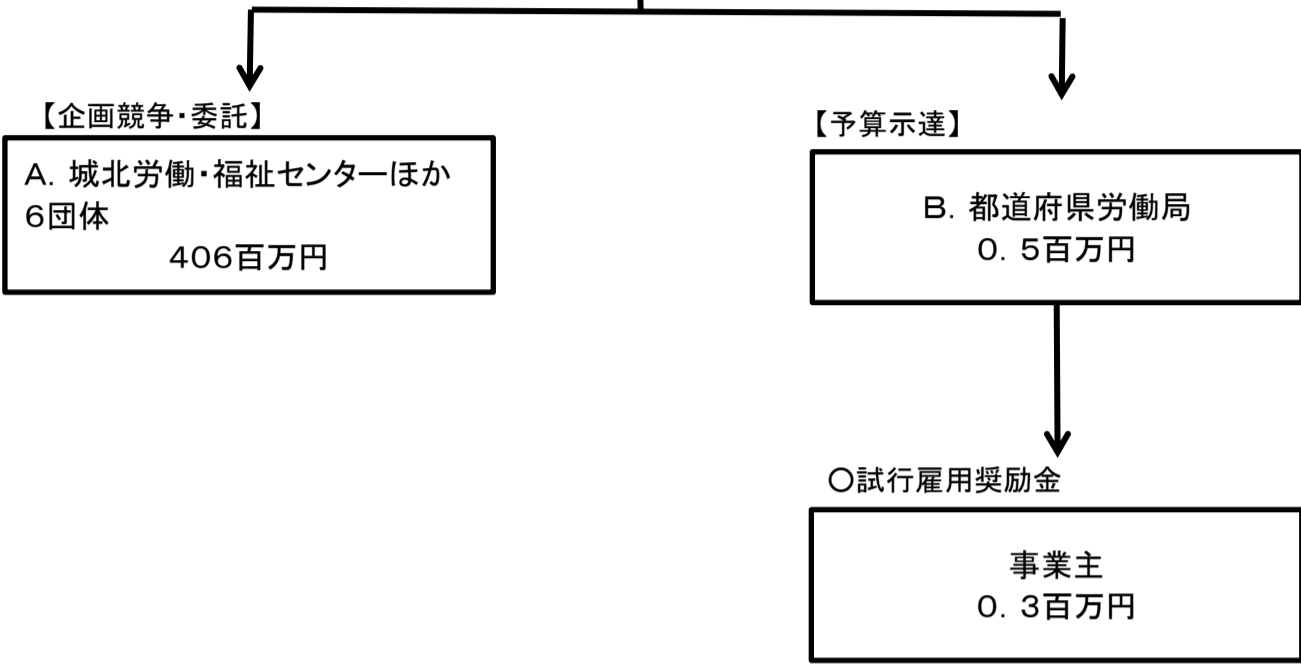 【企画競争・委託】
A. 城北労働・福祉センターほか
6団体
406百万円
【予算示達】
B. 都道府県労働局
0. 5百万円
○試行雇用奨励金
事業主
0. 3百万円